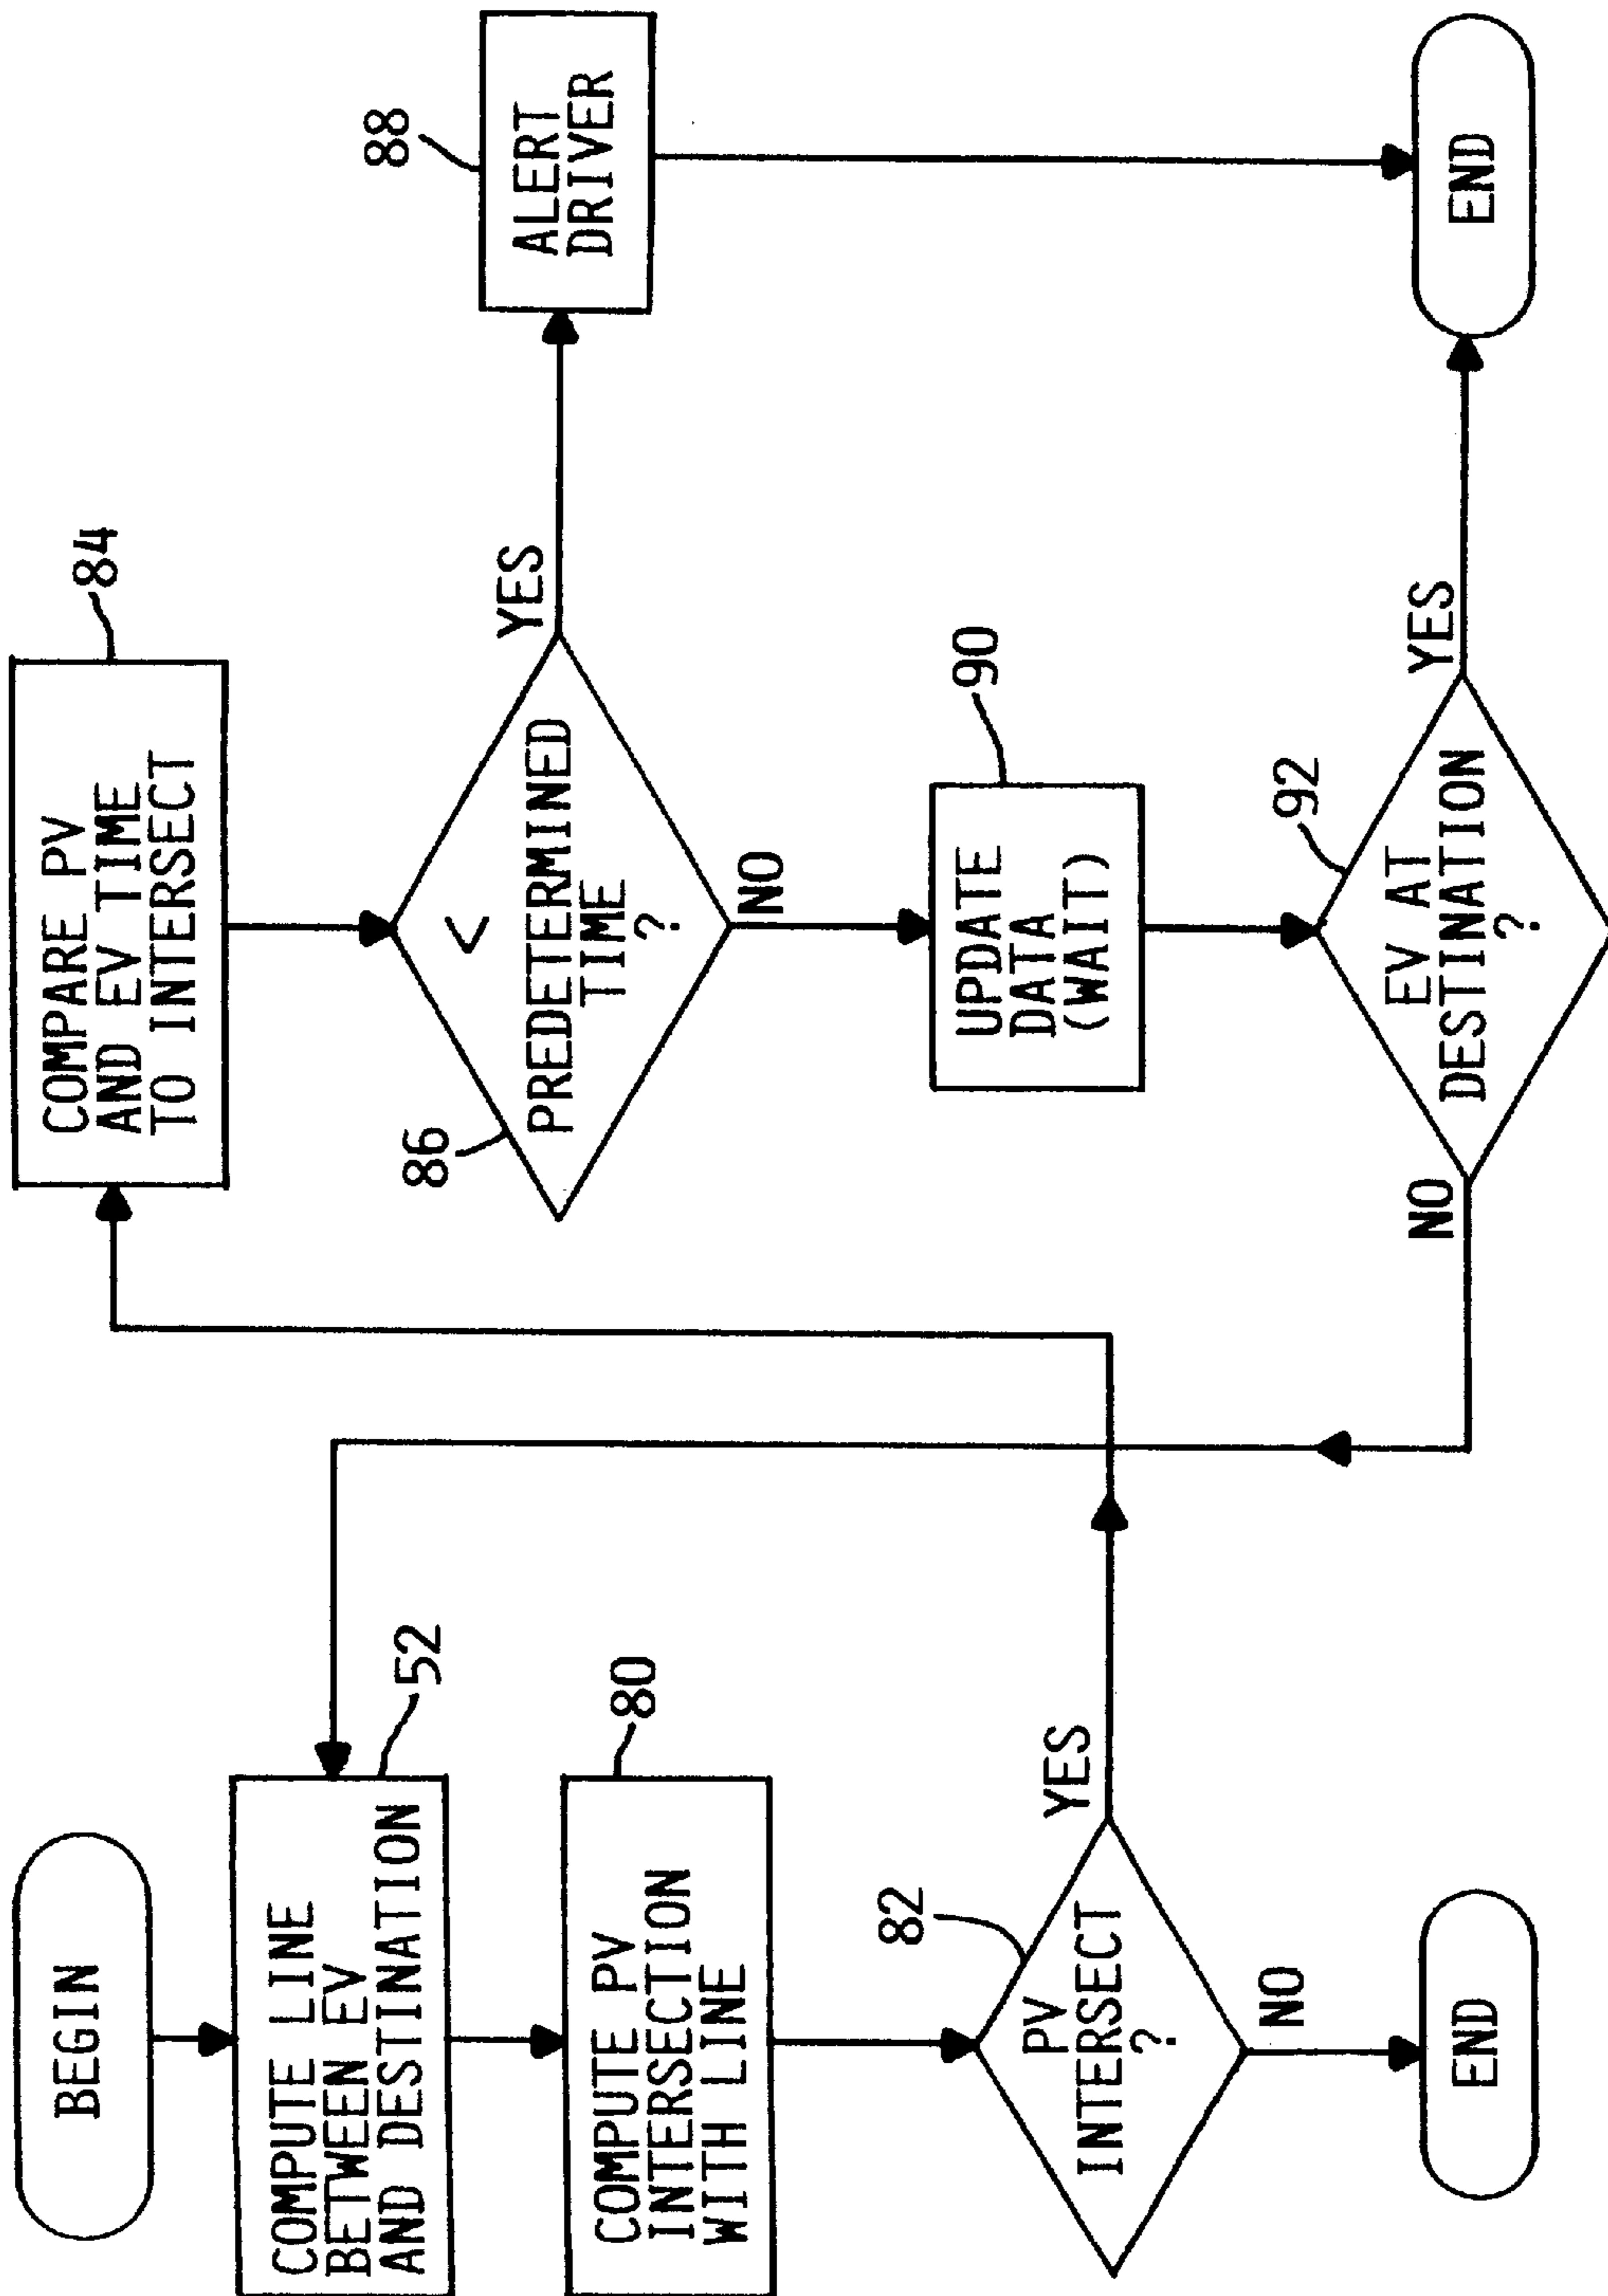 BEGIN
COMPUTE LINE
BETWEEN EV
AND DESTINATION
52
COMPUTE PV
INTERSECTION
WITH LINE
80
PV
INTERSECT
?
82
YES
NO
END
COMPARE PV
AND EV TIME
TO INTERSECT
84
<
PREDETERMINED
TIME
?
86
YES
NO
ALERT
DRIVER
88
UPDATE
DATA
(WAIT)
90
EV AT
DESTINATION
?
92
NO
YES
END